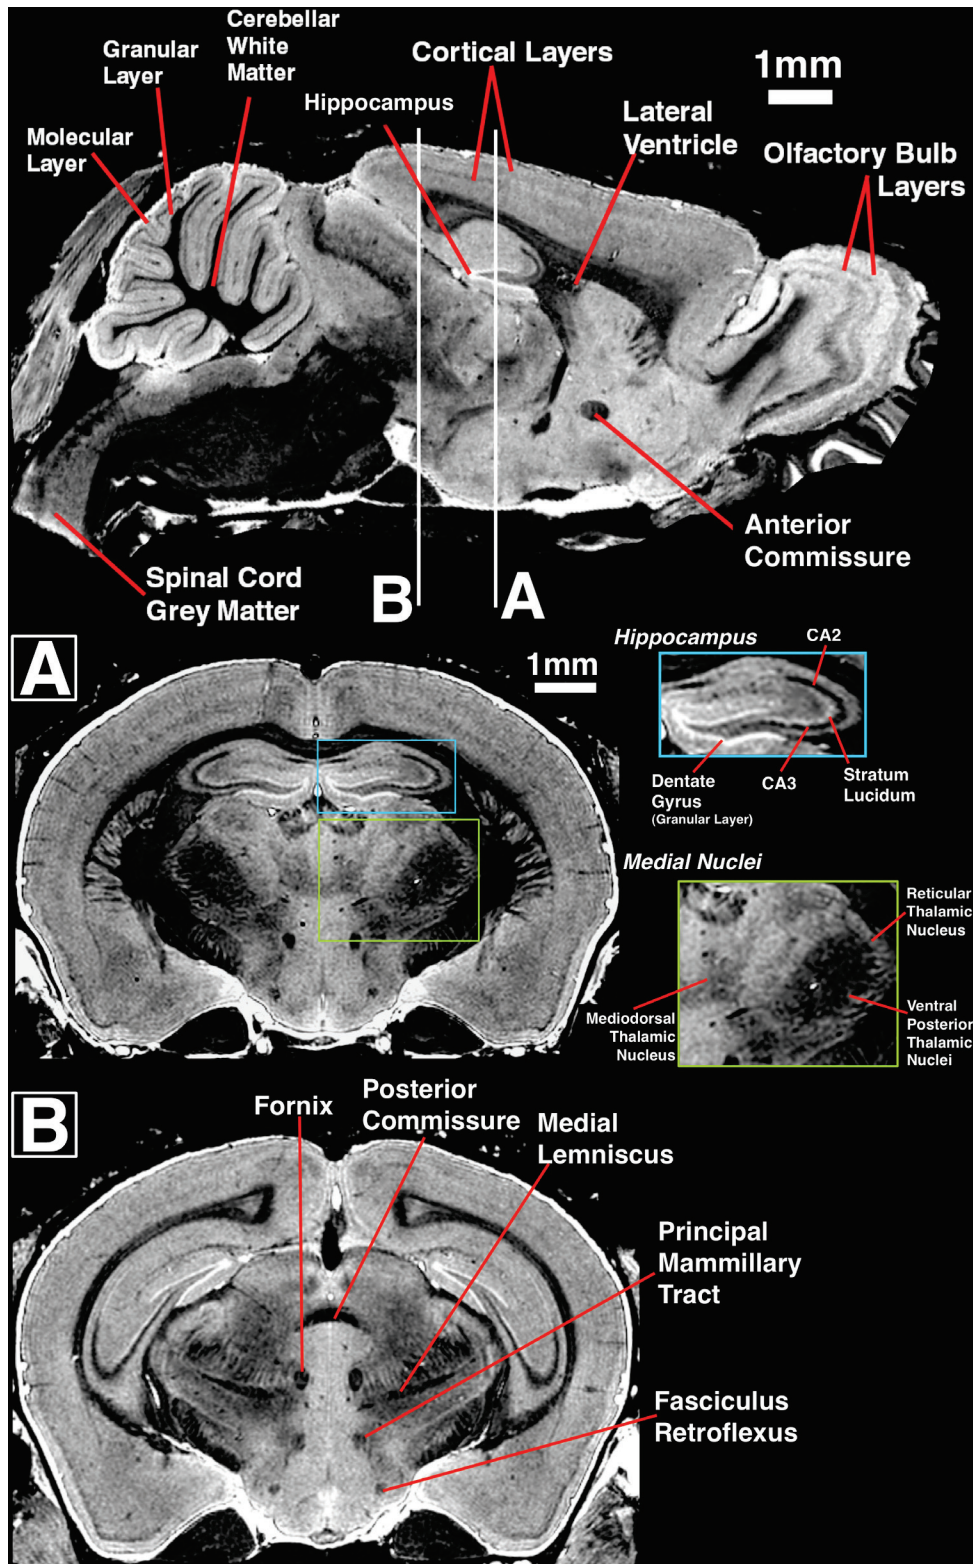 Cerebellar
White
Matter
Granular
Layer
Molecular
Layer
Hippocampus
Cortical Layers
1mm
Lateral
Ventricle
Olfactory Bulb
Layers
Anterior
Commissure
Spinal Cord
Grey Matter
B
A
A
1mm
Hippocampus
CA2
Dentate
Gyrus
(Granular Layer)
CA3
Stratum
Lucidum
Medial Nuclei
Reticular
Thalamic
Nucleus
Mediodorsal
Thalamic
Nucleus
Ventral
Posterior
Thalamic
Nuclei
B
Fornix
Posterior
Commissure
Medial
Lemniscus
Principal
Mammillary
Tract
Fasciculus
Retroflexus